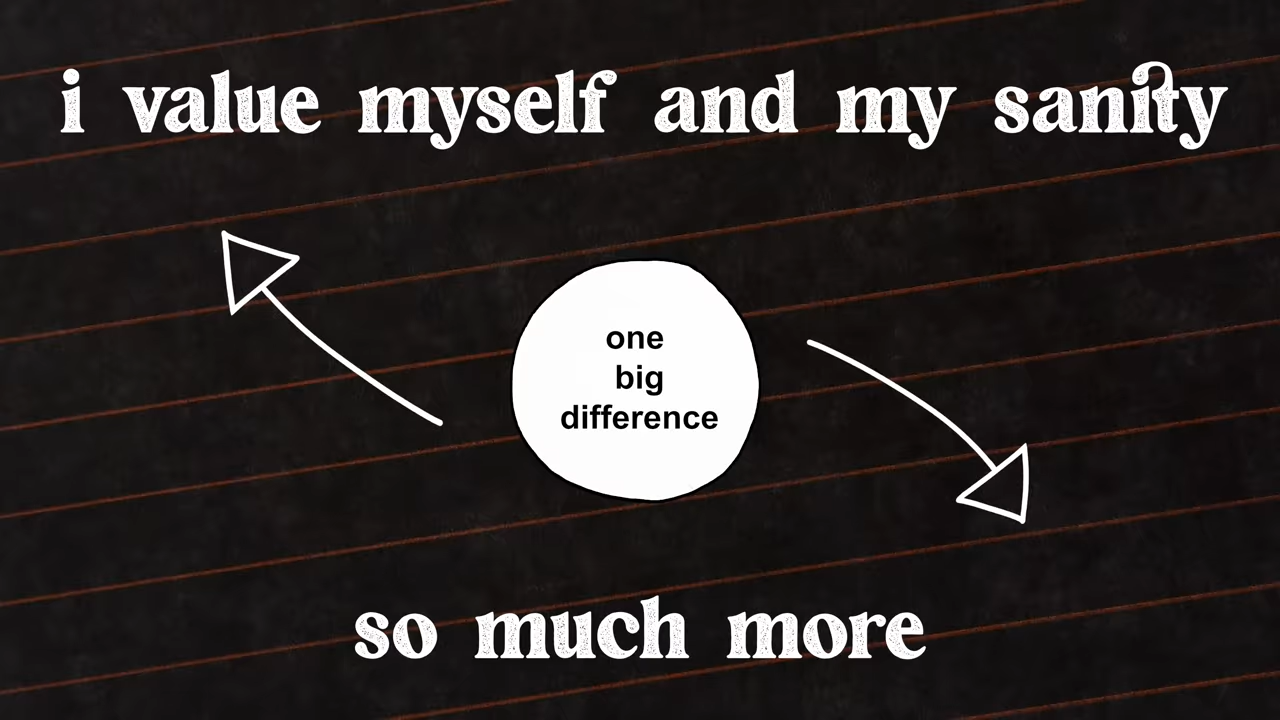 i value myself and my sanity
one
big
difference
so much more